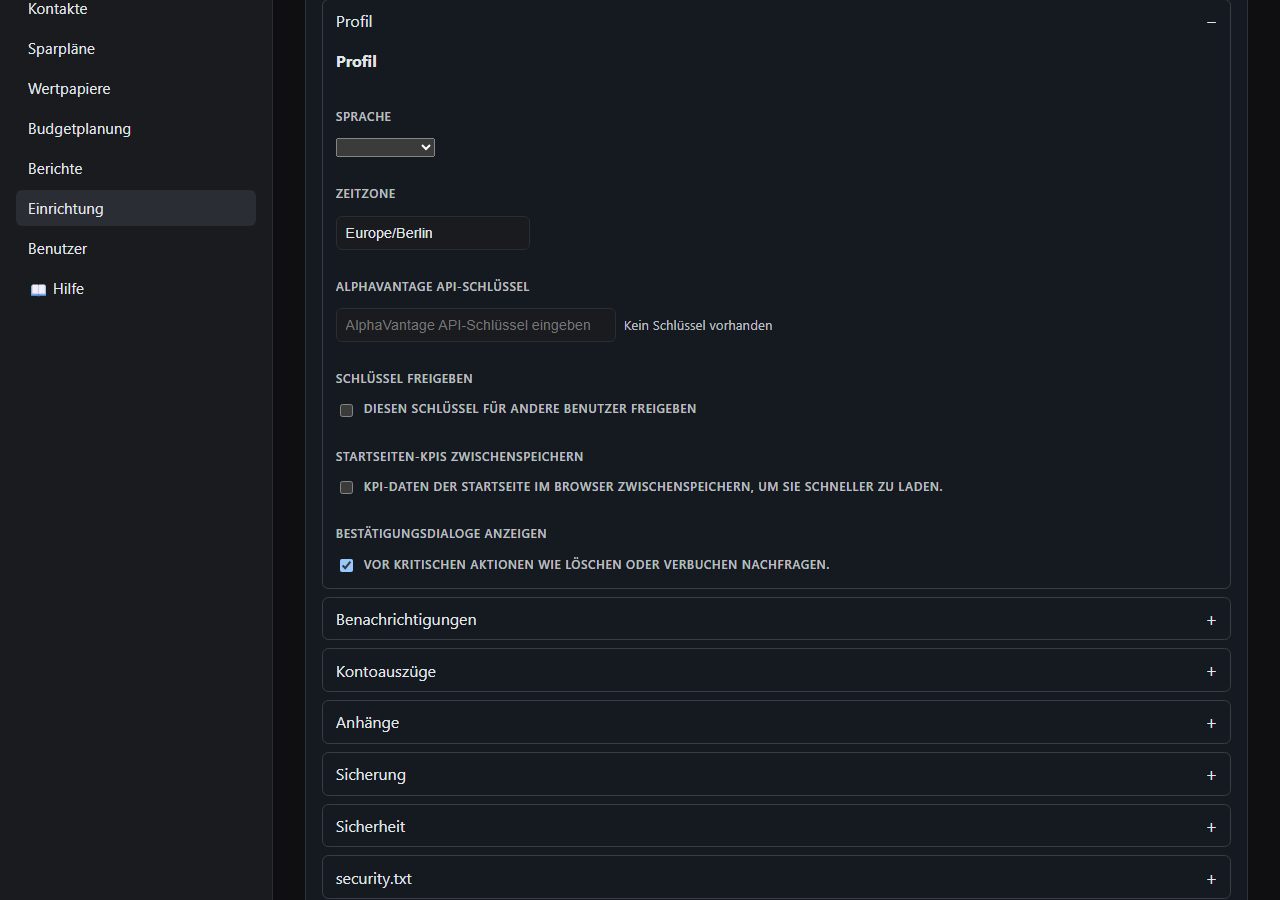 Kontakte
Sparpläne
Wertpapiere
Budgetplanung
Berichte
Einrichtung
Benutzer
Hilfe
Profil
Profil
SPRACHE
ZEITZONE
Europe/Berlin
ALPHAVANTAGE API-SCHLÜSSEL
AlphaVantage API-Schlüssel eingeben Kein Schlüssel vorhanden
SCHLÜSSEL FREIGEBEN
DIESEN SCHLÜSSEL FÜR ANDERE BENUTZER FREIGEBEN
STARTSEITEN-KPIS ZWISCHENSPEICHERN
KPI-DATEN DER STARTSEITE IM BROWSER ZWISCHENSPEICHERN, UM SIE SCHNELLER ZU LADEN.
BESTÄTIGUNGSDIALOGE ANZEIGEN
VOR KRITISCHEN AKTIONEN WIE LÖSCHEN ODER VERBUCHEN NACHFRAGEN.
Benachrichtigungen
Kontoauszüge
Anhänge
Sicherung
Sicherheit
security.txt